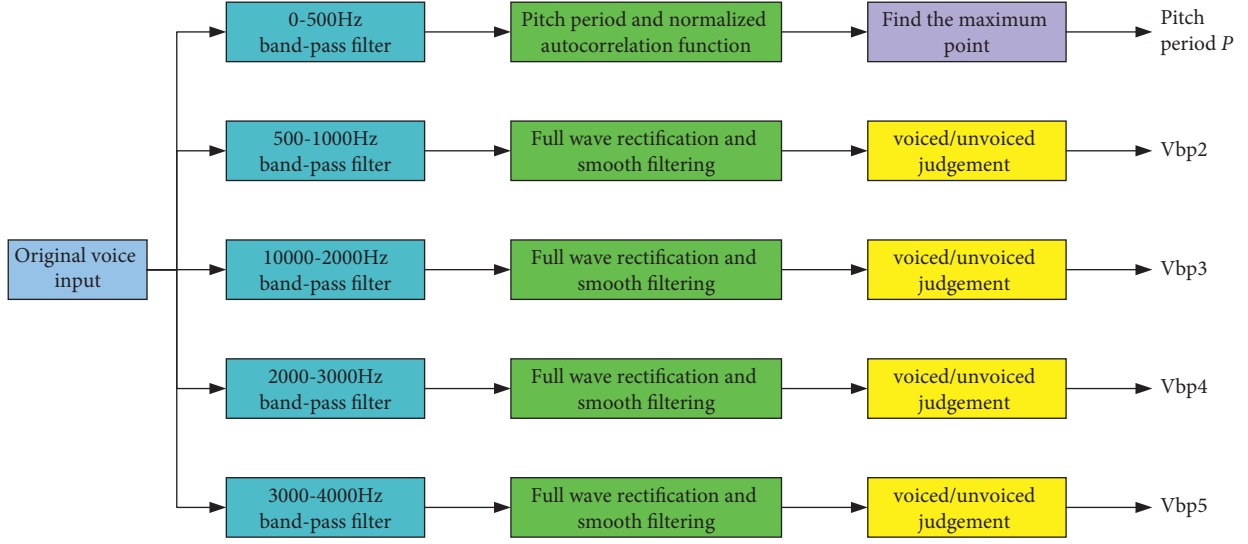 0-500Hz
band-pass filter
Pitch period and normalized
autocorrelation function
Find the maximum
point
Pitch
period P
500-1000Hz
band-pass filter
Full wave rectification and
smooth filtering
voiced/unvoiced
judgement
Vbp2
Original voice
input
10000-2000Hz
band-pass filter
Full wave rectification and
smooth filtering
voiced/unvoiced
judgement
Vbp3
2000-3000Hz
band-pass filter
Full wave rectification and
smooth filtering
voiced/unvoiced
judgement
Vbp4
3000-4000Hz
band-pass filter
Full wave rectification and
smooth filtering
voiced/unvoiced
judgement
Vbp5